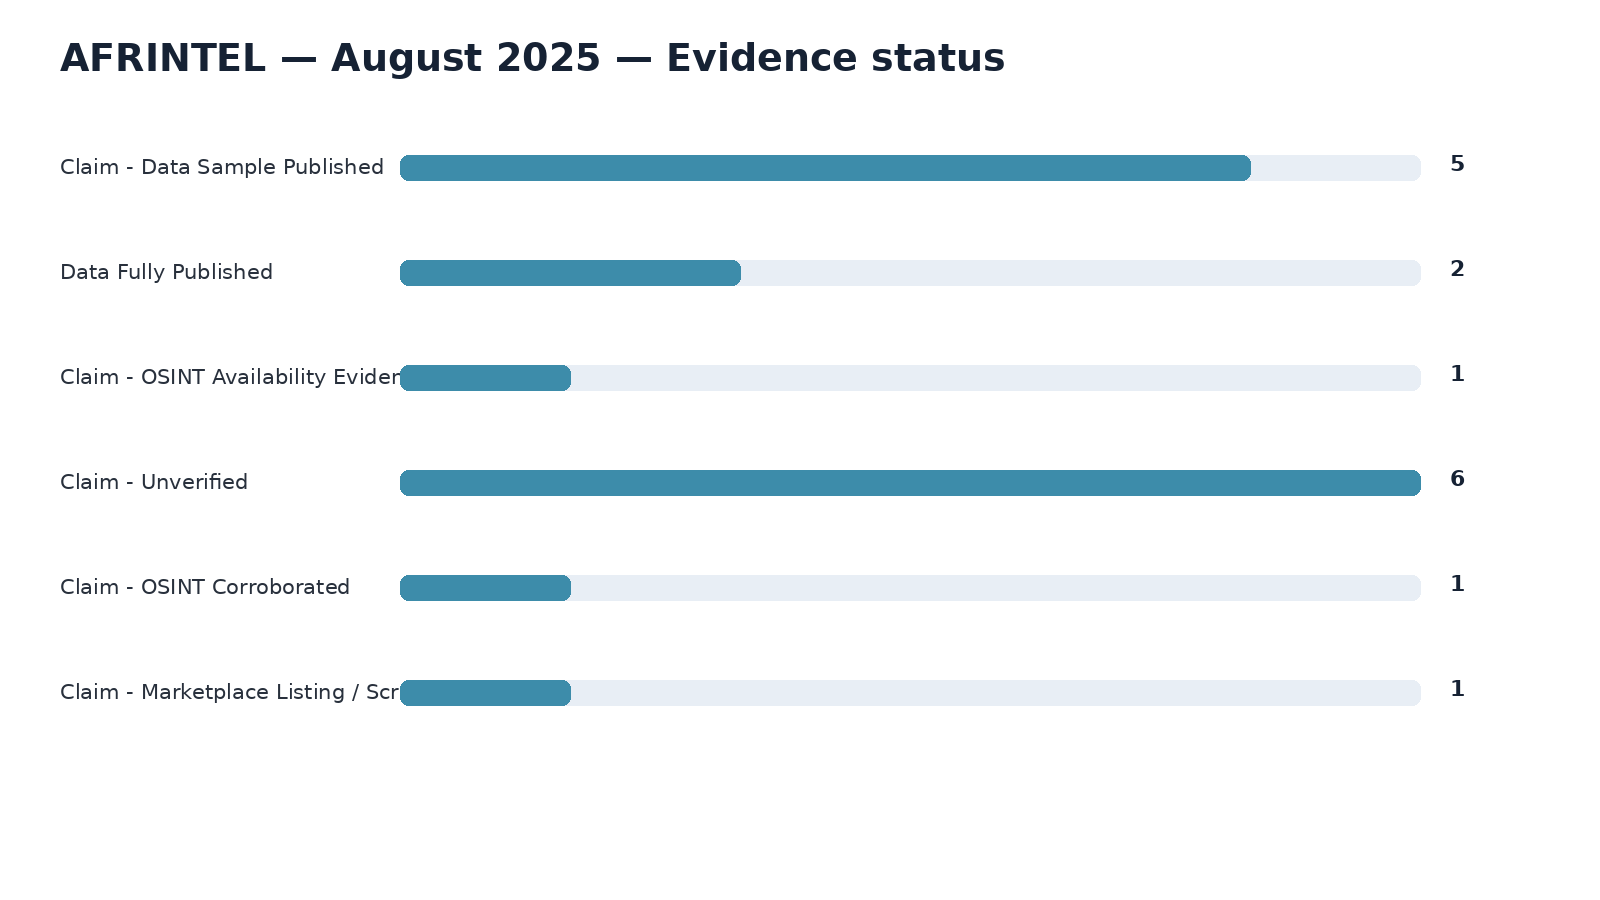 AFRINTEL — August 2025 — Evidence status
Claim - Data Sample Published 5
Data Fully Published 2
Claim - OSINT Availability Eviden 1
Claim - Unverified 6
Claim - OSINT Corroborated 1
Claim - Marketplace Listing / Scr 1